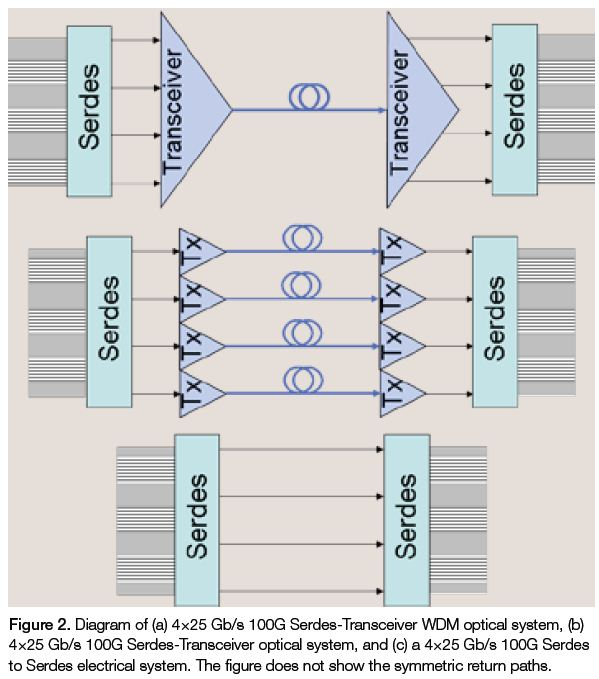 Serdes
Transceiver
Transceiver
Serdes
Serdes
Tx
Tx
Tx
Tx
Tx
Tx
Tx
Tx
Serdes
Serdes
Serdes
Figure 2. Diagram of (a) 4×25 Gb/s 100G Serdes-Transceiver WDM optical system, (b)
4×25 Gb/s 100G Serdes-Transceiver optical system, and (c) a 4×25 Gb/s 100G Serdes
to Serdes electrical system. The figure does not show the symmetric return paths.